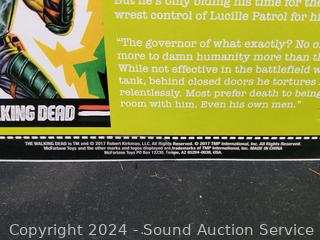 But he's only biding his time for the
wrest control of Lucille Patrol for hi
"The governor of what exactly? No o
more to damn humanity more than th
While not effective in the battlefield w
tank, behind closed doors he tortures
relentlessly. Most prefer death to being
room with him. Even his own men."
LKING DEAD
THE WALKING DEAD is TM and © 2017 Robert Kirkman, LLC. All Rights Reserved. © 2017 TMP International, Inc. All Rights Reserved.
McFarlane Toys and the other marks and logos displayed are trademarks of TMP International, Inc. MADE IN CHINA
McFarlane Toys PO Box 12230, Tempe, AZ 85284-0038, USA.
Copyright 2024 - Sound Auction Service